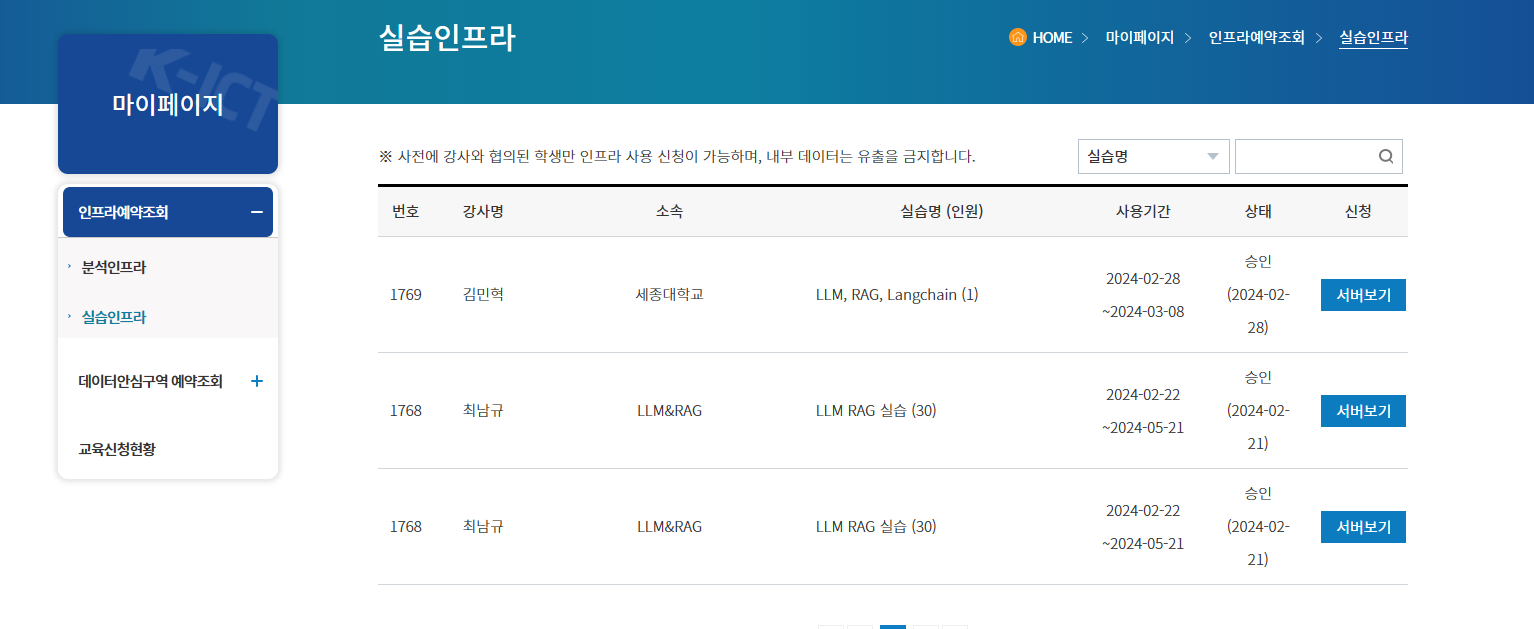 실습인프라
HOME > 마이페이지 > 인프라예약조회 > 실습인프라
K-ICT
마이페이지
인프라예약조회 −
분석인프라
실습인프라
데이터안심구역 예약조회 +
교육신청현황
※ 사전에 강사와 협의된 학생만 인프라 사용 신청이 가능하며, 내부 데이터는 유출을 금지합니다.
실습명
번호 강사명 소속 실습명 (인원) 사용기간 상태 신청
1769 김민혁 세종대학교 LLM, RAG, Langchain (1) 2024-02-28 ~2024-03-08 승인 (2024-02-28) 서버보기
1768 최남규 LLM&RAG LLM RAG 실습 (30) 2024-02-22 ~2024-05-21 승인 (2024-02-21) 서버보기
1768 최남규 LLM&RAG LLM RAG 실습 (30) 2024-02-22 ~2024-05-21 승인 (2024-02-21) 서버보기